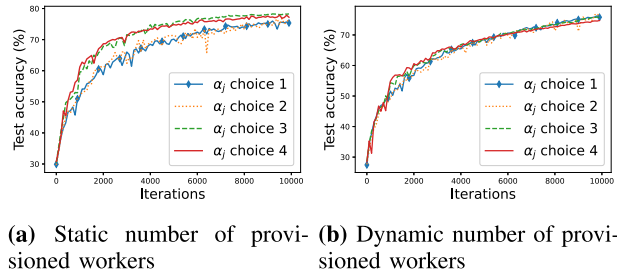 80
70
60
50
40
30
Test accuracy (%)
0 2000 4000 6000 8000 10000
Iterations
αj choice 1
αj choice 2
αj choice 3
αj choice 4
70
60
50
40
30
Test accuracy (%)
0 2000 4000 6000 8000 10000
Iterations
αj choice 1
αj choice 2
αj choice 3
αj choice 4
(a) Static number of provi-
sioned workers
(b) Dynamic number of provi-
sioned workers